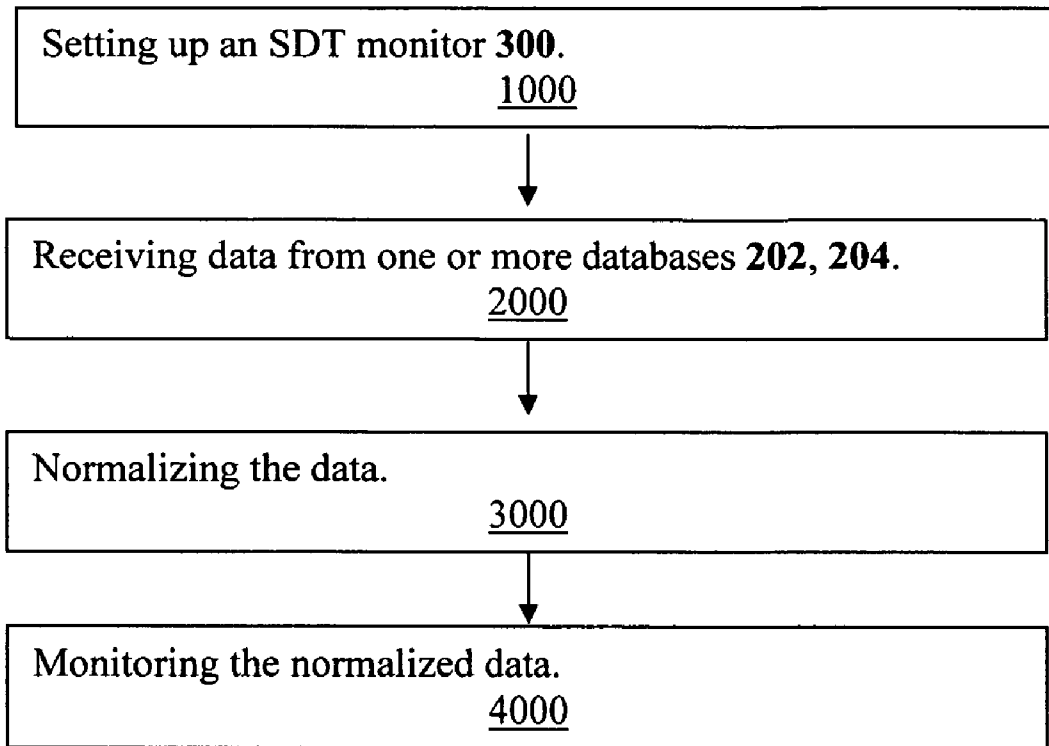 Setting up an SDT monitor 300.
1000
Receiving data from one or more databases 202, 204.
2000
Normalizing the data.
3000
Monitoring the normalized data.
4000